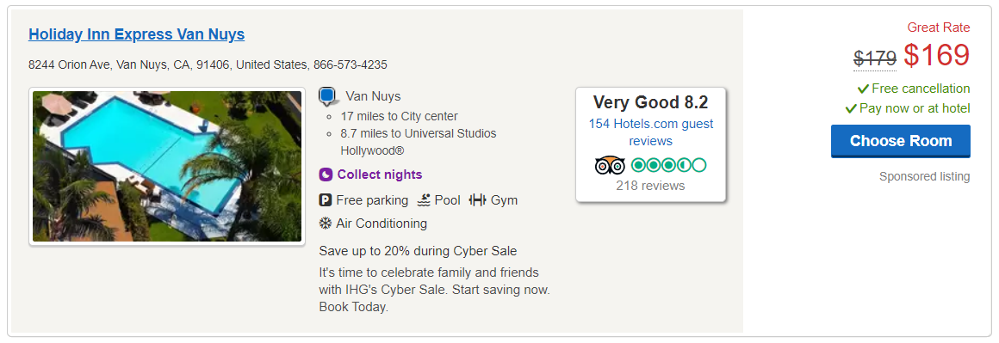 Holiday Inn Express Van Nuys
8244 Orion Ave, Van Nuys, CA, 91406, United States, 866-573-4235
Van Nuys
17 miles to City center
8.7 miles to Universal Studios
Hollywood®
Collect nights
P Free parking Pool Gym
Air Conditioning
Save up to 20% during Cyber Sale
It's time to celebrate family and friends
with IHG's Cyber Sale. Start saving now.
Book Today.
Very Good 8.2
154 Hotels.com guest
reviews
218 reviews
Great Rate
$179 $169
Free cancellation
Pay now or at hotel
Choose Room
Sponsored listing